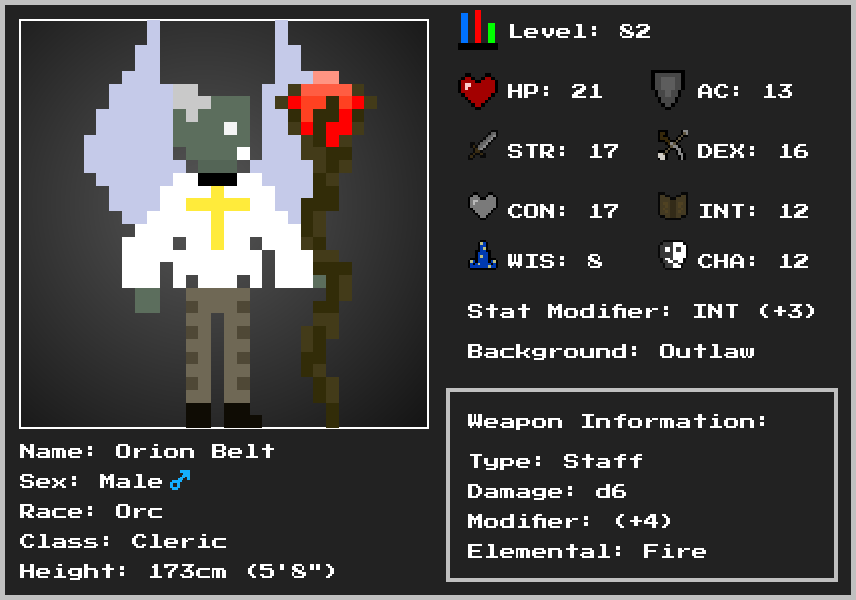 Level: 82
HP: 21
AC: 13
STR: 17
DEX: 16
CON: 17
INT: 12
WIS: 8
CHA: 12
Stat Modifier: INT (+3)
Background: Outlaw
Weapon Information:
Type: Staff
Damage: d6
Modifier: (+4)
Elemental: Fire
Name: Orion Belt
Sex: Male ♂
Race: Orc
Class: Cleric
Height: 173cm (5'8")